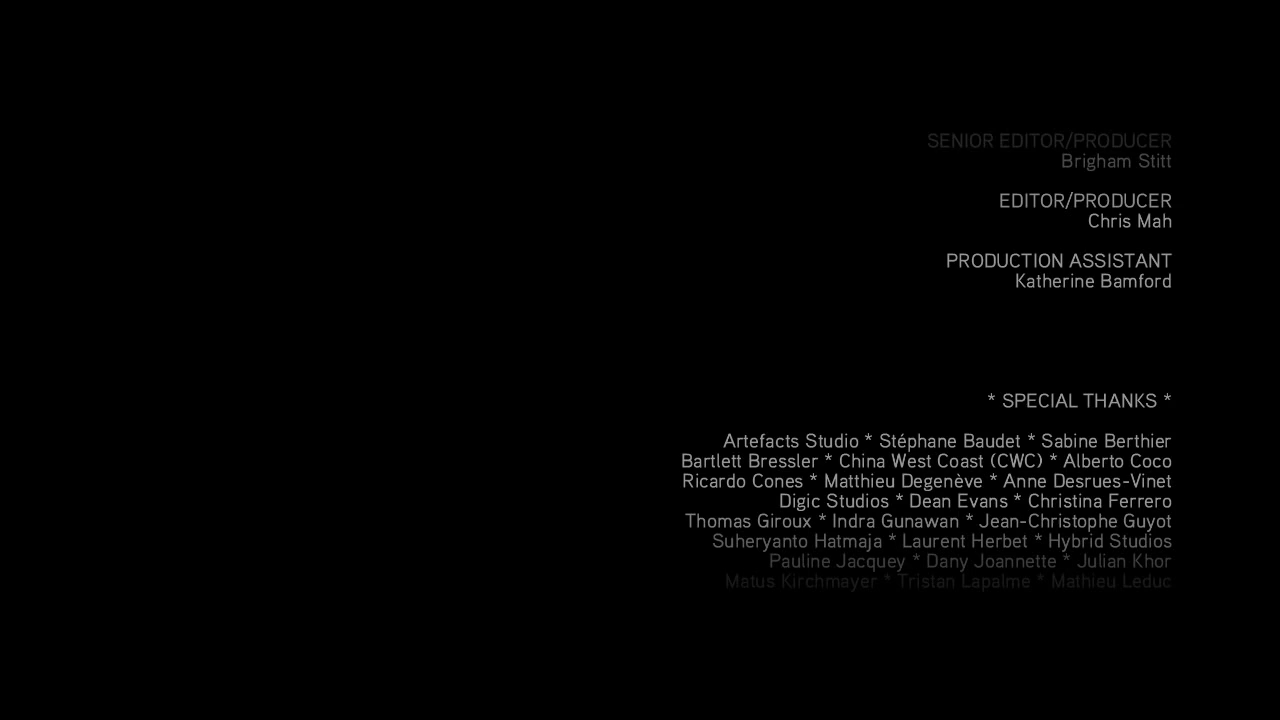 SENIOR EDITOR/PRODUCER
Brigham Stitt
EDITOR/PRODUCER
Chris Mah
PRODUCTION ASSISTANT
Katherine Bamford
* SPECIAL THANKS *
Artefacts Studio * Stéphane Baudet * Sabine Berthier
Bartlett Bressler * China West Coast (CWC) * Alberto Coco
Ricardo Cones * Matthieu Degenève * Anne Desrues-Vinet
Digic Studios * Dean Evans * Christina Ferrero
Thomas Giroux * Indra Gunawan * Jean-Christophe Guyot
Suheryanto Hatmaja * Laurent Herbet * Hybrid Studios
Pauline Jacquey * Dany Joannette * Julian Khor
Matus Kirchmayer * Tristan Lapalme * Mathieu Leduc